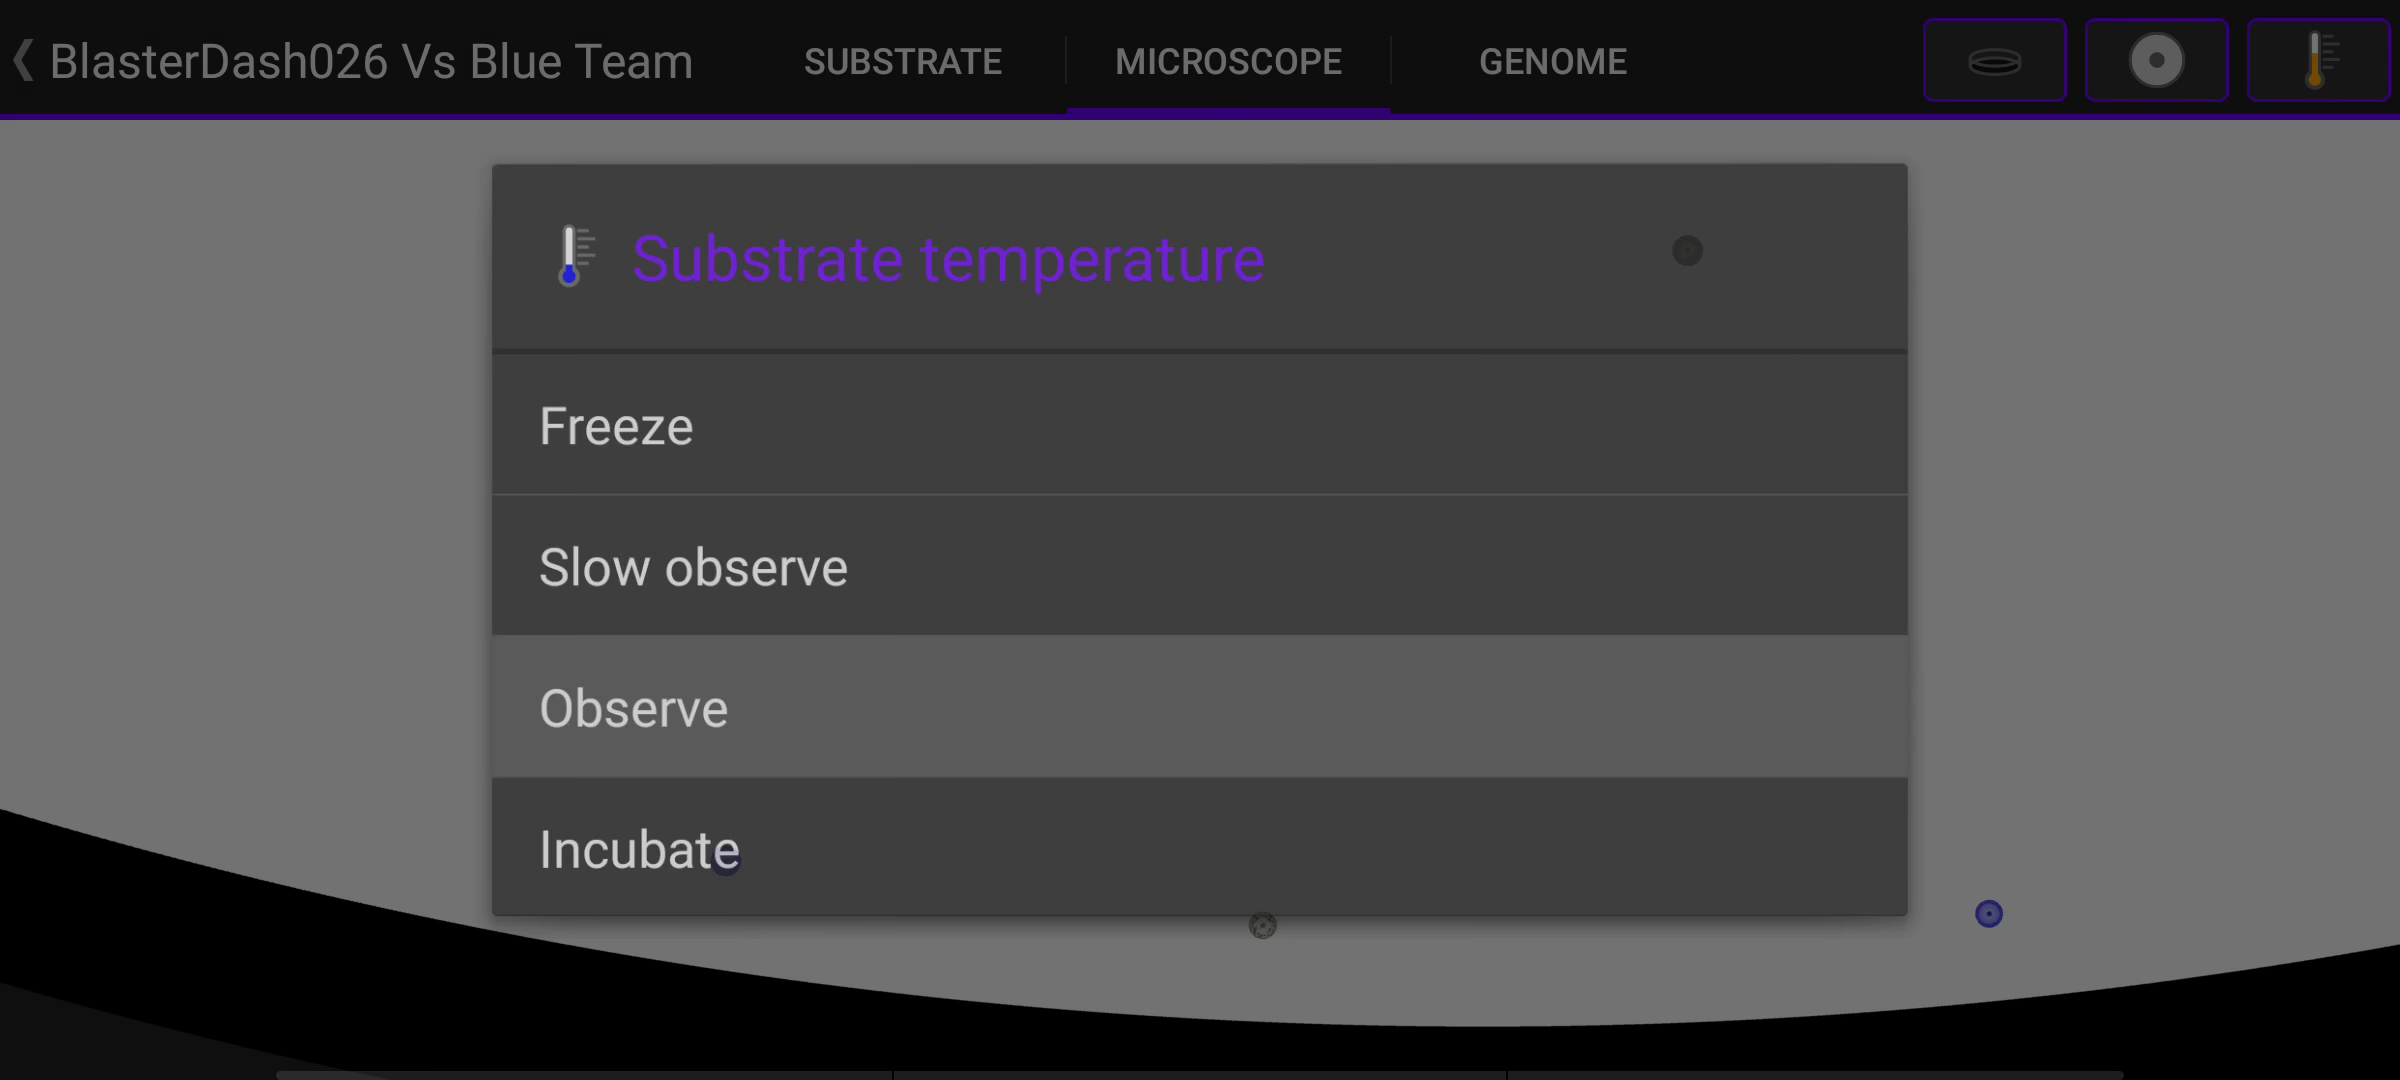 BlasterDash026 Vs Blue Team
SUBSTRATE
MICROSCOPE
GENOME
Substrate temperature
Freeze
Slow observe
Observe
Incubate